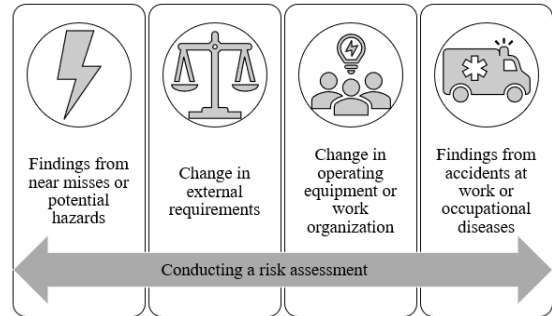 Findings from
near misses or
potential
hazards
Change in
external
requirements
Change in
operating
equipment or
work
organization
Findings from
accidents at
work or
occupational
diseases
Conducting a risk assessment